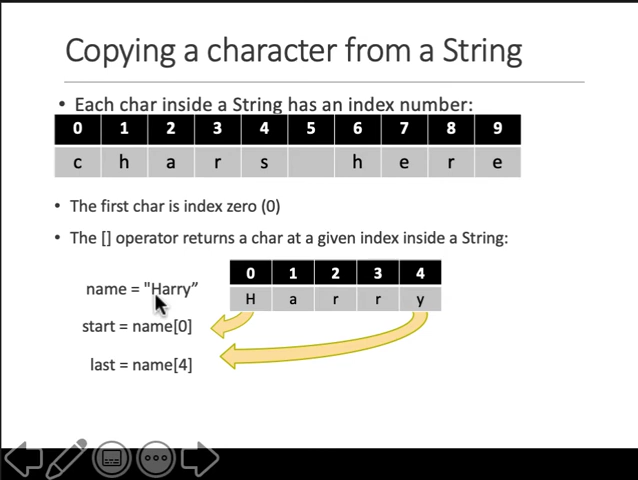 Copying a character from a String
• Each char inside a String has an index number:
0 1 2 3 4 5 6 7 8 9
c h a r s h e r e
• The first char is index zero (0)
• The [] operator returns a char at a given index inside a String:
0 1 2 3 4
name = "Harry”
H a r r y
start = name[0]
last = name[4]